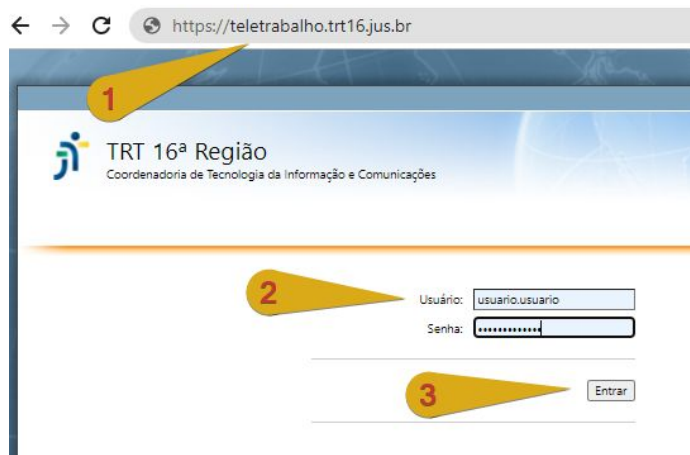 https://teletrabalho.trt16.jus.br
1
TRT 16ª Região
Coordenadoria de Tecnologia da Informação e Comunicações
2
Usuário: usuario.usuario
Senha: •••••••••••••
3
Entrar